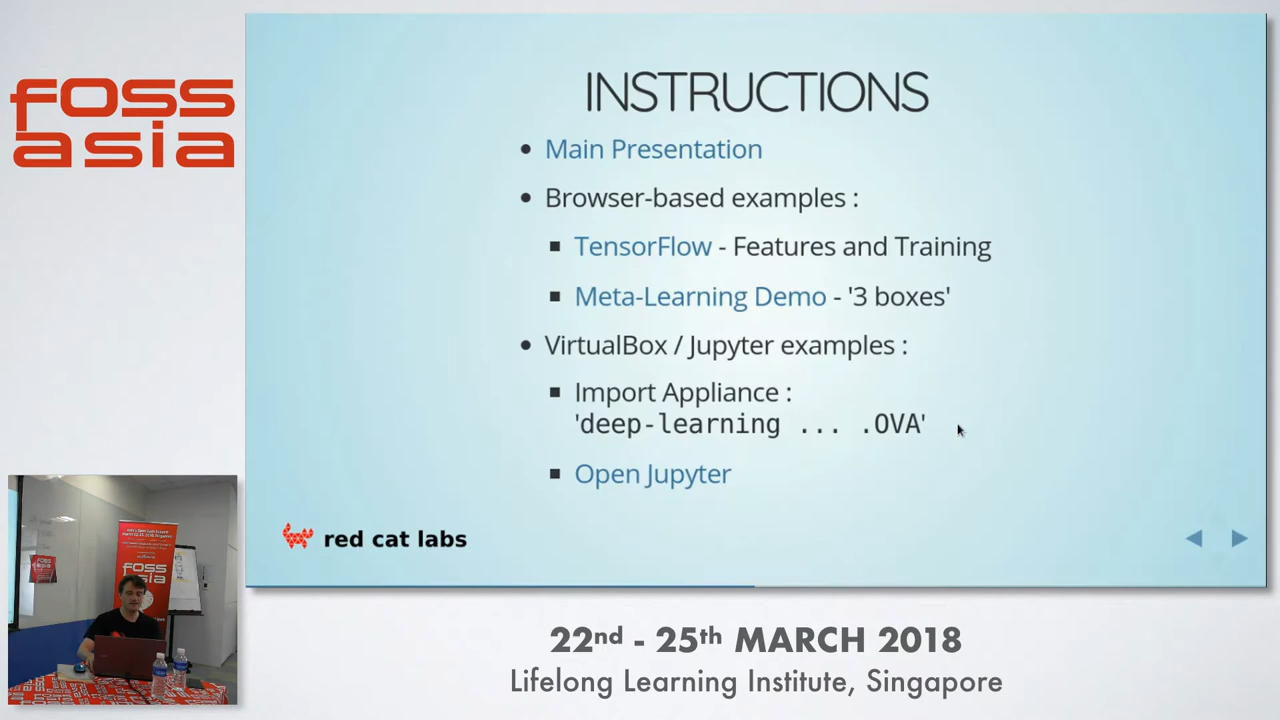 foss
asia
INSTRUCTIONS
• Main Presentation
• Browser-based examples :
▪ TensorFlow - Features and Training
▪ Meta-Learning Demo - '3 boxes'
• VirtualBox / Jupyter examples :
▪ Import Appliance :
'deep-learning ... .OVA'
▪ Open Jupyter
red cat labs
FOSS
asia
22nd - 25th MARCH 2018
Lifelong Learning Institute, Singapore